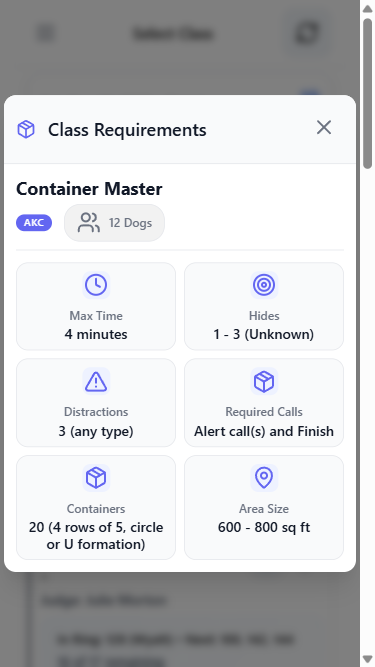 Select Class
Class Requirements
Container Master
AKC
12 Dogs
Max Time
4 minutes
Hides
1 - 3 (Unknown)
Distractions
3 (any type)
Required Calls
Alert call(s) and Finish
Containers
20 (4 rows of 5, circle
or U formation)
Area Size
600 - 800 sq ft